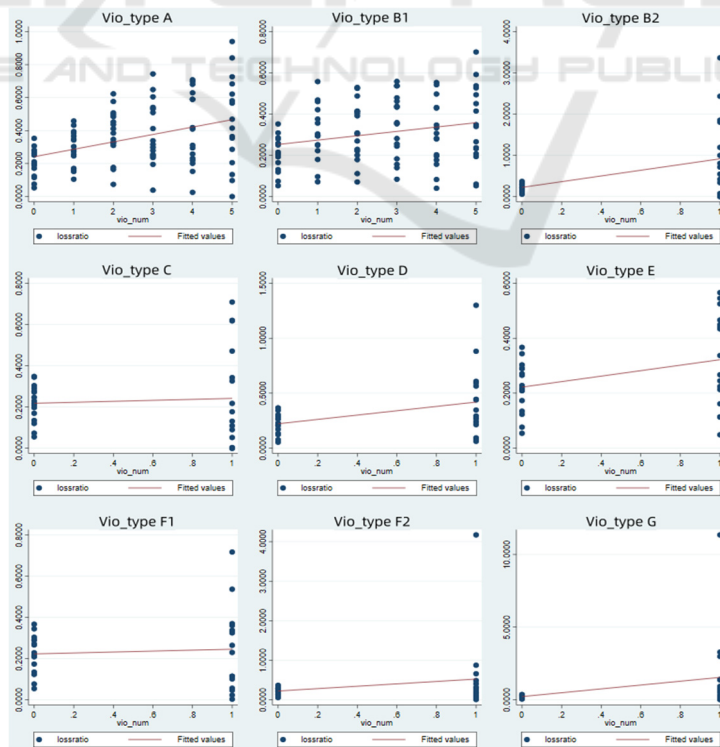 AND TECHNOLOGY PUBLI
Vio_type A
Vio_type B1
Vio_type B2
1.0000
0.8000
0.6000
0.4000
0.2000
0.0000
0 1 2 3 4 5
vio_num
lossratio Fitted values
0.8000
0.6000
0.4000
0.2000
0.0000
0 1 2 3 4 5
vio_num
lossratio Fitted values
4.0000
3.0000
2.0000
1.0000
0.0000
0 .2 .4 .6 .8 1
vio_num
lossratio Fitted values
Vio_type C
Vio_type D
Vio_type E
0.8000
0.6000
0.4000
0.2000
0.0000
0 .2 .4 .6 .8 1
vio_num
lossratio Fitted values
1.5000
1.0000
0.5000
0.0000
0 .2 .4 .6 .8 1
vio_num
lossratio Fitted values
0.6000
0.4000
0.2000
0.0000
0 .2 .4 .6 .8 1
vio_num
lossratio Fitted values
Vio_type F1
Vio_type F2
Vio_type G
0.8000
0.6000
0.4000
0.2000
0.0000
0 .2 .4 .6 .8 1
vio_num
lossratio Fitted values
4.0000
3.0000
2.0000
1.0000
0.0000
0 .2 .4 .6 .8 1
vio_num
lossratio Fitted values
10.0000
5.0000
0.0000
0 .2 .4 .6 .8 1
vio_num
lossratio Fitted values